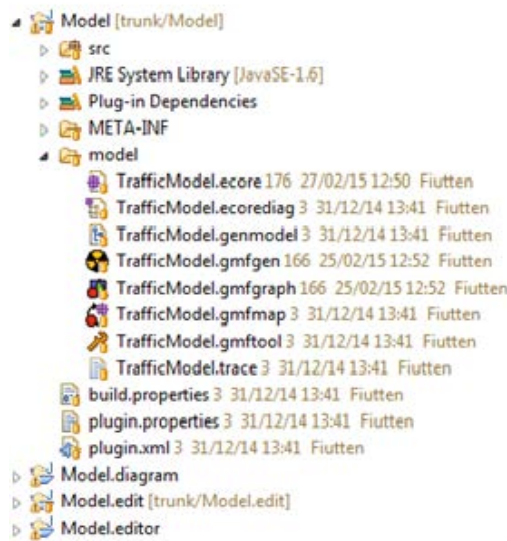 Model [trunk/Model]
src
JRE System Library [JavaSE-1.6]
Plug-in Dependencies
META-INF
model
TrafficModel.ecore 176 27/02/15 12:50 Fiutten
TrafficModel.ecorediag 3 31/12/14 13:41 Fiutten
TrafficModel.genmodel 3 31/12/14 13:41 Fiutten
TrafficModel.gmfgen 166 25/02/15 12:52 Fiutten
TrafficModel.gmfgraph 166 25/02/15 12:52 Fiutten
TrafficModel.gmfmap 3 31/12/14 13:41 Fiutten
TrafficModel.gmftool 3 31/12/14 13:41 Fiutten
TrafficModel.trace 3 31/12/14 13:41 Fiutten
build.properties 3 31/12/14 13:41 Fiutten
plugin.properties 3 31/12/14 13:41 Fiutten
plugin.xml 3 31/12/14 13:41 Fiutten
Model.diagram
Model.edit [trunk/Model.edit]
Model.editor